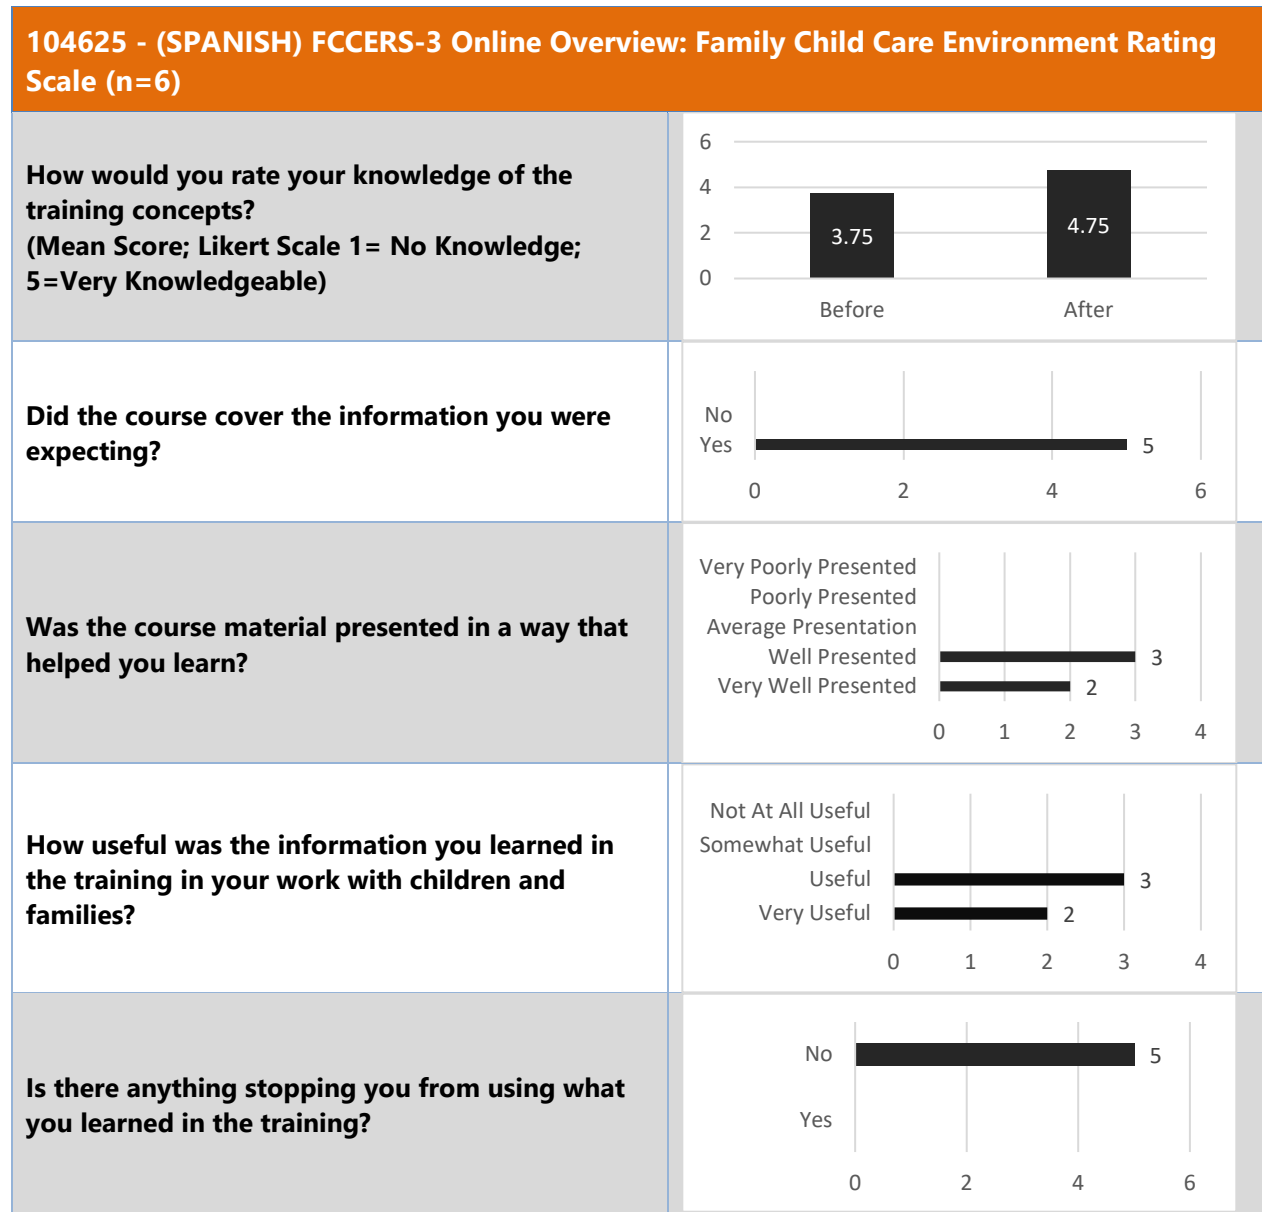 104625 - (SPANISH) FCCERS-3 Online Overview: Family Child Care Environment Rating
Scale (n=6)
How would you rate your knowledge of the
training concepts?
(Mean Score; Likert Scale 1= No Knowledge;
5=Very Knowledgeable)
6
4
2
0
3.75
4.75
Before
After
Did the course cover the information you were
expecting?
No
Yes
5
0 2 4 6
Was the course material presented in a way that
helped you learn?
Very Poorly Presented
Poorly Presented
Average Presentation
Well Presented
3
Very Well Presented
2
0 1 2 3 4
How useful was the information you learned in
the training in your work with children and
families?
Not At All Useful
Somewhat Useful
Useful
3
Very Useful
2
0 1 2 3 4
Is there anything stopping you from using what
you learned in the training?
No
5
Yes
0 2 4 6